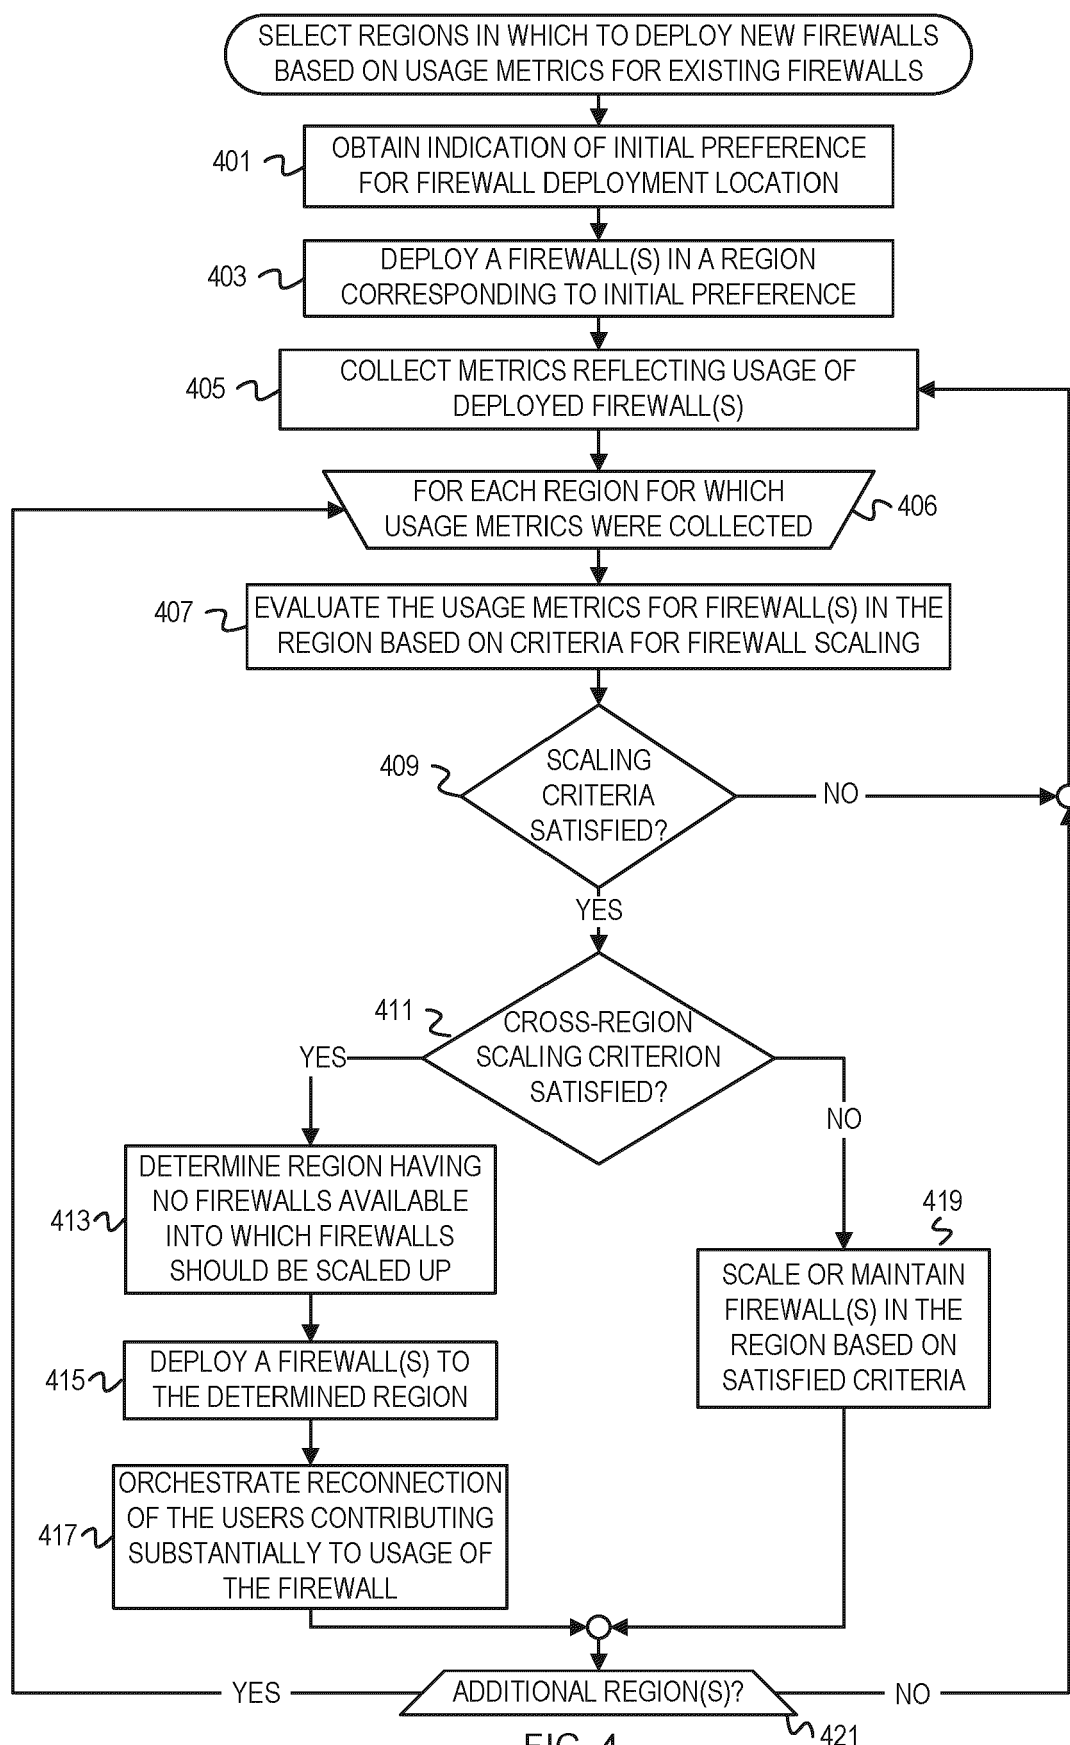 SELECT REGIONS IN WHICH TO DEPLOY NEW FIREWALLS
BASED ON USAGE METRICS FOR EXISTING FIREWALLS
401
OBTAIN INDICATION OF INITIAL PREFERENCE
FOR FIREWALL DEPLOYMENT LOCATION
403
DEPLOY A FIREWALL(S) IN A REGION
CORRESPONDING TO INITIAL PREFERENCE
405
COLLECT METRICS REFLECTING USAGE OF
DEPLOYED FIREWALL(S)
FOR EACH REGION FOR WHICH
USAGE METRICS WERE COLLECTED
406
407
EVALUATE THE USAGE METRICS FOR FIREWALL(S) IN THE
REGION BASED ON CRITERIA FOR FIREWALL SCALING
409
SCALING
CRITERIA
SATISFIED?
NO
YES
411
CROSS-REGION
SCALING CRITERION
SATISFIED?
YES
NO
413
DETERMINE REGION HAVING
NO FIREWALLS AVAILABLE
INTO WHICH FIREWALLS
SHOULD BE SCALED UP
419
SCALE OR MAINTAIN
FIREWALL(S) IN THE
REGION BASED ON
SATISFIED CRITERIA
415
DEPLOY A FIREWALL(S) TO
THE DETERMINED REGION
417
ORCHESTRATE RECONNECTION
OF THE USERS CONTRIBUTING
SUBSTANTIALLY TO USAGE OF
THE FIREWALL
YES
ADDITIONAL REGION(S)?
NO
421
FIG. 4